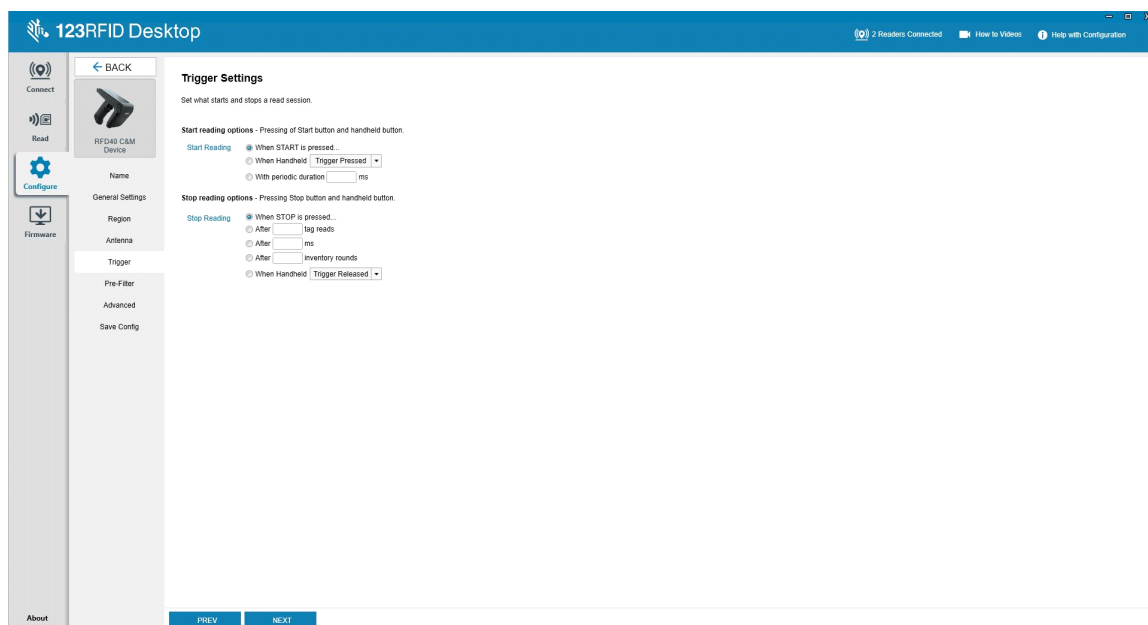 123RFID Desktop
2 Readers Connected
How to Videos
Help with Configuration
Connect
Read
Configure
Firmware
About
BACK
RFD40 C&M
Device
Name
General Settings
Region
Antenna
Trigger
Pre-Filter
Advanced
Save Config
Trigger Settings
Set what starts and stops a read session.
Start reading options - Pressing of Start button and handheld button.
Start Reading When START is pressed...
When Handheld Trigger Pressed
With periodic duration ms
Stop reading options - Pressing Stop button and handheld button.
Stop Reading When STOP is pressed...
After tag reads
After ms
After inventory rounds
When Handheld Trigger Released
PREV NEXT